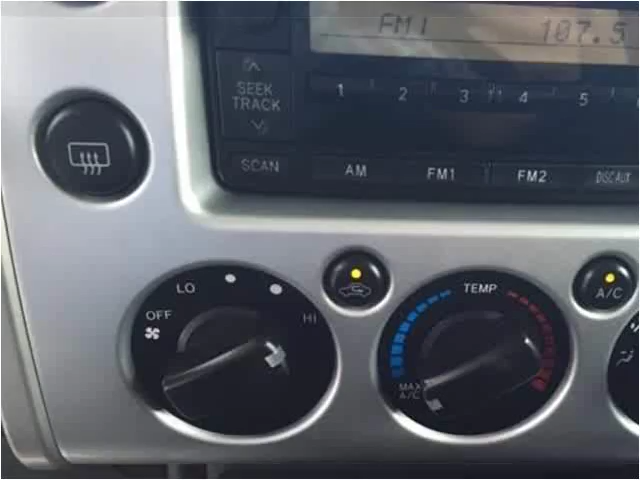 FM1 107.5
SEEK
TRACK
1 2 3 4 5
SCAN AM FM1 FM2 DISC AUX
LO
OFF
HI
TEMP
MAX
A/C
A/C